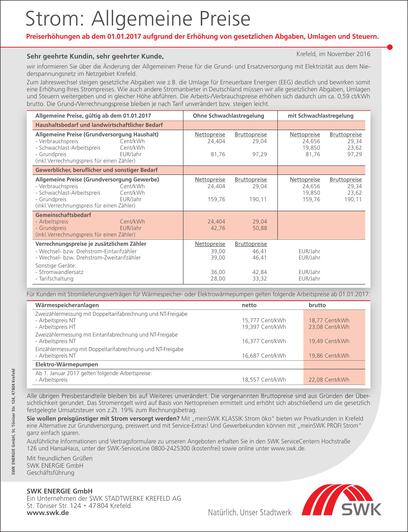 Strom: Allgemeine Preise
Preiserhöhungen ab dem 01.01.2017 aufgrund der Erhöhung von gesetzlichen Abgaben, Umlagen und Steuern.
Krefeld, im November 2016
Sehr geehrte Kundin, sehr geehrter Kunde,
wir informieren Sie über die Änderung der Allgemeinen Preise für die Grund- und Ersatzversorgung mit Elektrizität aus dem Nie-
derspannungsnetz im Netzgebiet Krefeld.
Zum Jahreswechsel steigen gesetzliche Abgaben wie z.B. die Umlage für Erneuerbare Energien (EEG) deutlich und bewirken somit
eine Erhöhung Ihres Strompreises. Wie auch andere Stromanbieter in Deutschland müssen wir alle gesetzlichen Abgaben, Umlagen
und Steuern weitergeben und in gleicher Höhe abführen. Die Arbeits-/Verbrauchspreise erhöhen sich dadurch um ca. 0,59 ct/kWh
brutto. Die Grund-/Verrechnungspreise bleiben je nach Tarif unverändert bzw. steigen leicht.
Allgemeine Preise, gültig ab dem 01.01.2017 Ohne Schwachlastregelung mit Schwachlastregelung
Haushaltsbedarf und landwirtschaftlicher Bedarf
Allgemeine Preise (Grundversorgung Haushalt) Nettopreise Bruttopreise Nettopreise Bruttopreise
- Verbrauchspreis Cent/kWh 24,404 29,04 24,656 29,34
- Schwachlast-Arbeitspreis Cent/kWh 19,850 23,62
- Grundpreis EUR/Jahr 81,76 97,29 81,76 97,29
(inkl.Verrechnungspreis für einen Zähler)
Gewerblicher, beruflicher und sonstiger Bedarf
Allgemeine Preise (Grundversorgung Gewerbe) Nettopreise Bruttopreise Nettopreise Bruttopreise
- Verbrauchspreis Cent/kWh 24,404 29,04 24,656 29,34
- Schwachlast-Arbeitspreis Cent/kWh 19,850 23,62
- Grundpreis EUR/Jahr 159,76 190,11 159,76 190,11
(inkl.Verrechnungspreis für einen Zähler)
Gemeinschaftsbedarf
- Arbeitspreis Cent/kWh 24,404 29,04
- Grundpreis EUR/Jahr 42,76 50,88
(inkl.Verrechnungspreis für einen Zähler)
Verrechnungspreise je zusätzlichem Zähler Nettopreise Bruttopreise
- Wechsel- bzw. Drehstrom-Eintarifzähler 39,00 46,41 EUR/Jahr
- Wechsel- bzw. Drehstrom-Zweitarifzähler 39,00 46,41 EUR/Jahr
Sonstige Geräte:
- Stromwandlersatz 36,00 42,84 EUR/Jahr
- Tarifschaltung 28,00 33,32 EUR/Jahr
Für Kunden mit Stromlieferungsverträgen für Wärmespeicher- oder Elektrowärmepumpen gelten folgende Arbeitspreise ab 01.01.2017:
Wärmespeicheranlagen netto brutto
Zweizählermessung mit Doppeltarifabrechnung und NT-Freigabe
- Arbeitspreis NT 15,777 Cent/kWh 18,77 Cent/kWh
- Arbeitspreis HT 19,397 Cent/kWh 23,08 Cent/kWh
Zweizählermessung mit Eintarifabrechnung und NT-Freigabe
- Arbeitspreis NT 16,377 Cent/kWh 19,49 Cent/kWh
Einzählermessung mit Doppeltarifabrechnung und NT-Freigabe
- Arbeitspreis NT 16,687 Cent/kWh 19,86 Cent/kWh
Elektro-Wärmepumpen
Ab 1. Januar 2017 gelten folgende Arbeitspreise:
- Arbeitspreis 18,557 Cent/kWh 22,08 Cent/kWh
Alle übrigen Preisbestandteile bleiben bis auf Weiteres unverändert. Die vorgenannten Bruttopreise sind aus Gründen der Über-
sichtlichkeit gerundet. Das Stromentgelt wird auf Basis von Nettopreisen ermittelt und erhöht sich abschließend um die gesetzlich
festgelegte Umsatzsteuer von z.Zt. 19% zum Rechnungsbetrag.
Sie wollen preisgünstiger mit Strom versorgt werden? Mit „meinSWK KLASSIK Strom öko" bieten wir Privatkunden in Krefeld
eine Alternative zur Grundversorgung, preiswert und mit Service-Extras! Und Gewerbekunden können mit „meinSWK PROFI Strom"
ganz einfach sparen.
Ausführliche Informationen und Vertragsformulare zu unseren Angeboten erhalten Sie in den SWK ServiceCentern Hochstraße
126 und HansaHaus, unter der SWK-ServiceLine 0800-2425300 (kostenfrei) sowie online unter www.swk.de.
Mit freundlichen Grüßen
SWK ENERGIE GmbH
Geschäftsführung
SWK ENERGIE GmbH, St. Töniser Str. 124, 47804 Krefeld
SWK ENERGIE GmbH
Ein Unternehmen der SWK STADTWERKE KREFELD AG
St. Töniser Str. 126 • 47804 Krefeld
www.swk.de
Natürlich. Unser Stadtwerk
SWK